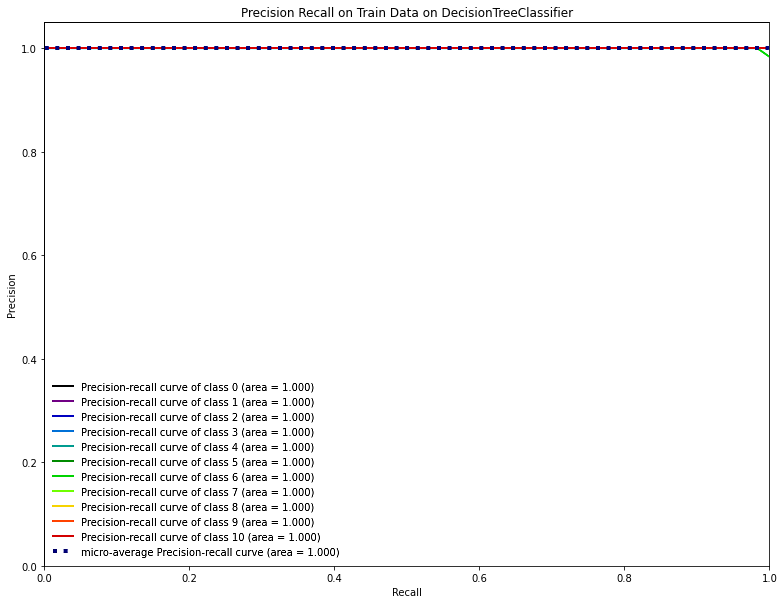 Precision Recall on Train Data on DecisionTreeClassifier
1.0
0.8
0.6
0.4
0.2
0.0
Precision
Precision-recall curve of class 0 (area = 1.000)
Precision-recall curve of class 1 (area = 1.000)
Precision-recall curve of class 2 (area = 1.000)
Precision-recall curve of class 3 (area = 1.000)
Precision-recall curve of class 4 (area = 1.000)
Precision-recall curve of class 5 (area = 1.000)
Precision-recall curve of class 6 (area = 1.000)
Precision-recall curve of class 7 (area = 1.000)
Precision-recall curve of class 8 (area = 1.000)
Precision-recall curve of class 9 (area = 1.000)
Precision-recall curve of class 10 (area = 1.000)
micro-average Precision-recall curve (area = 1.000)
0.0 0.2 0.4 0.6 0.8 1.0
Recall